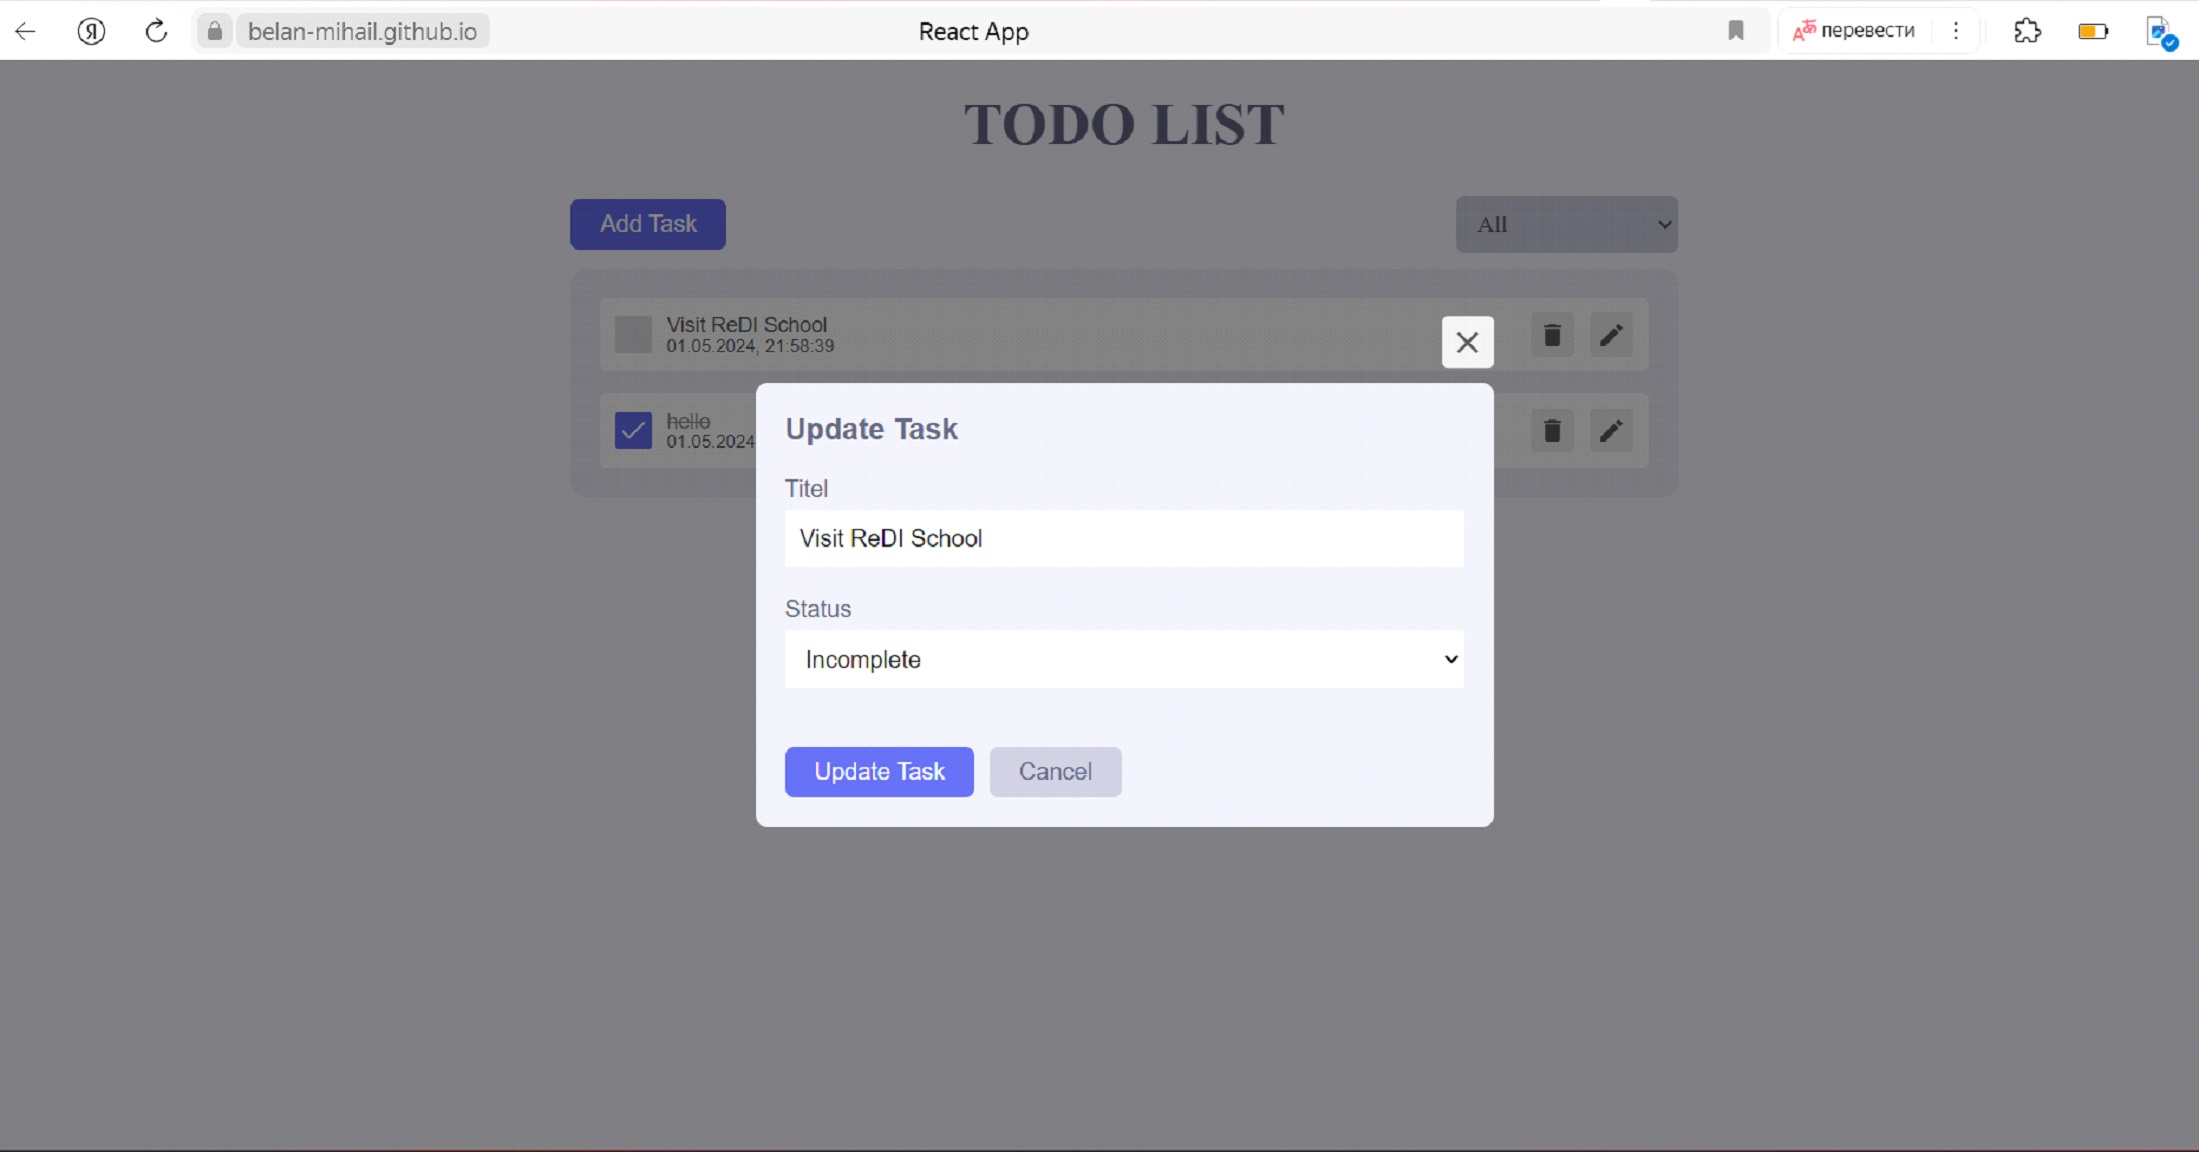 belan-mihail.github.io
React App
перевести
TODO LIST
Add Task
All
Visit ReDI School
01.05.2024, 21:58:39
hello
01.05.2024
Update Task
Titel
Visit ReDI School
Status
Incomplete
Update Task
Cancel